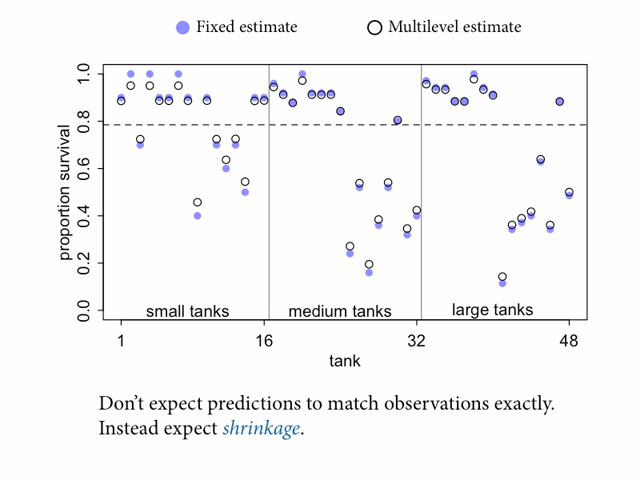 Fixed estimate
Multilevel estimate
proportion survival
1.0
0.8
0.6
0.4
0.2
0.0
small tanks
medium tanks
large tanks
1
16
32
48
tank
Don’t expect predictions to match observations exactly.
Instead expect shrinkage.